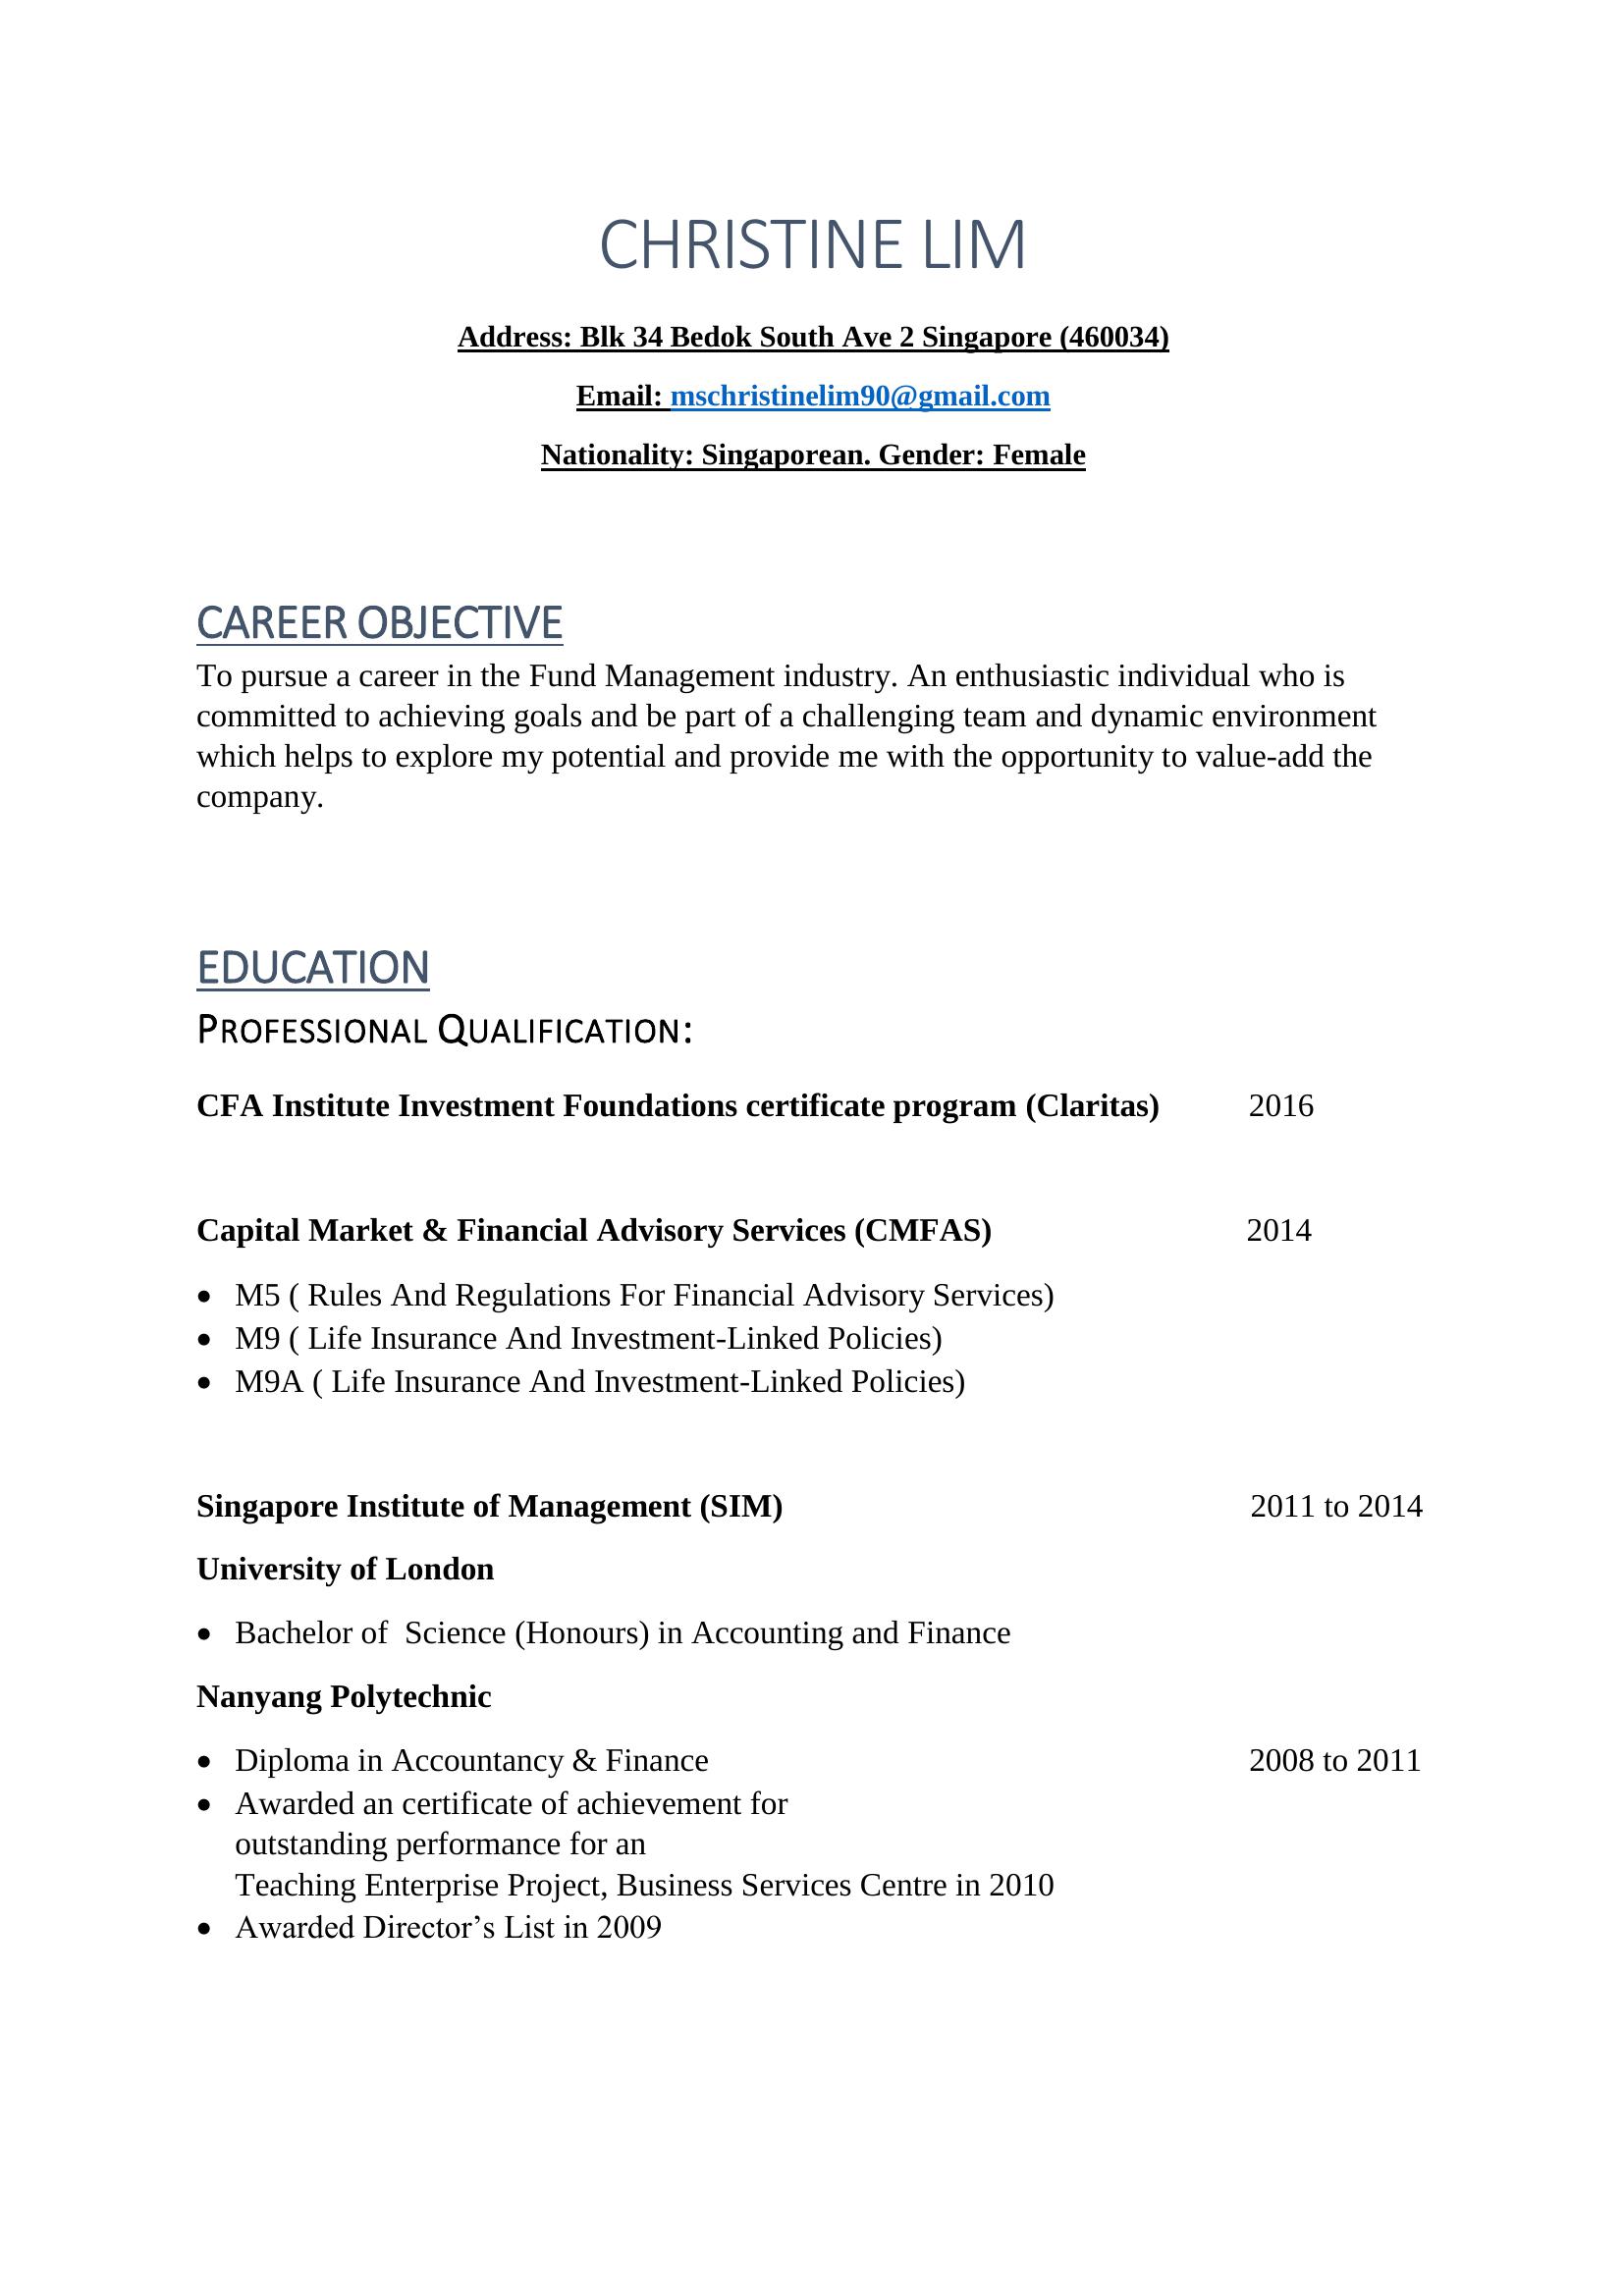 CHRISTINE LIM
Address: Blk 34 Bedok South Ave 2 Singapore (460034)
Email: mschristinelim90@gmail.com
Nationality: Singaporean. Gender: Female
CAREER OBJECTIVE
To pursue a career in the Fund Management industry. An enthusiastic individual who is
committed to achieving goals and be part of a challenging team and dynamic environment
which helps to explore my potential and provide me with the opportunity to value-add the
company.
EDUCATION
PROFESSIONAL QUALIFICATION:
CFA Institute Investment Foundations certificate program (Claritas) 2016
Capital Market & Financial Advisory Services (CMFAS) 2014
• M5 ( Rules And Regulations For Financial Advisory Services)
• M9 ( Life Insurance And Investment-Linked Policies)
• M9A ( Life Insurance And Investment-Linked Policies)
Singapore Institute of Management (SIM) 2011 to 2014
University of London
• Bachelor of  Science (Honours) in Accounting and Finance
Nanyang Polytechnic
• Diploma in Accountancy & Finance 2008 to 2011
• Awarded an certificate of achievement for
outstanding performance for an
Teaching Enterprise Project, Business Services Centre in 2010
• Awarded Director’s List in 2009